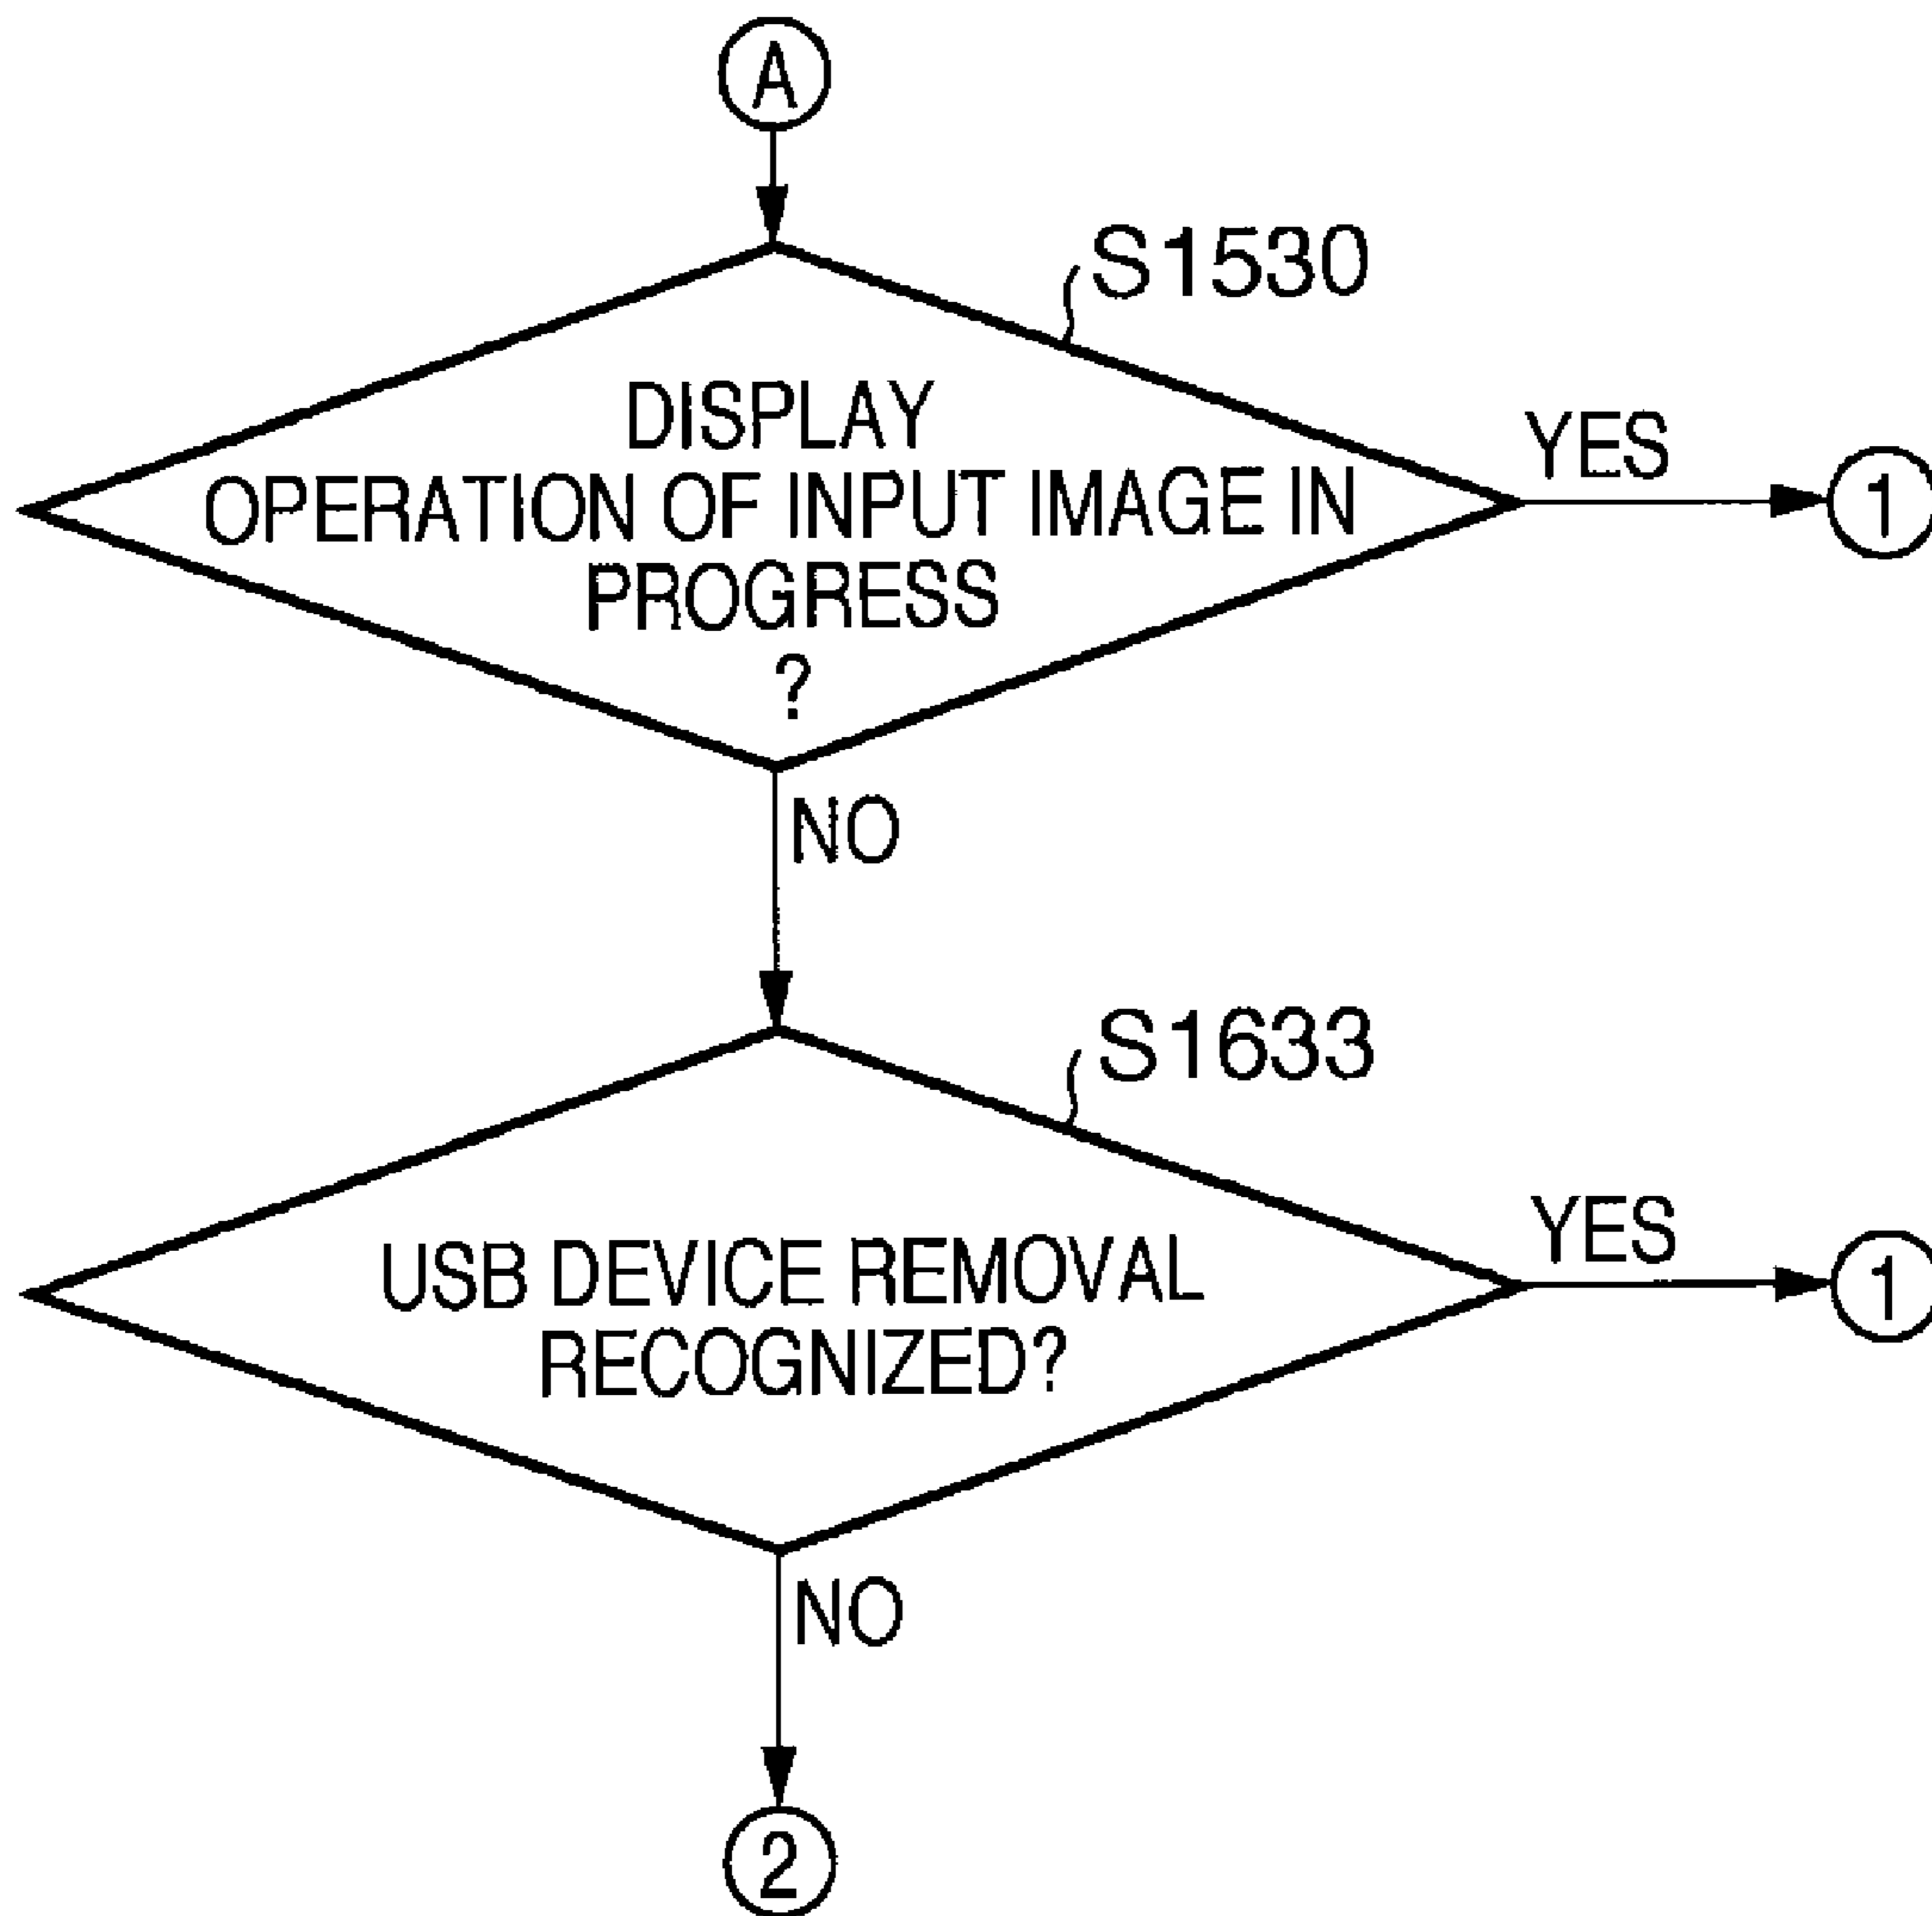 A
S1530
DISPLAY
OPERATION OF INPUT IMAGE IN
PROGRESS
?
YES
1
NO
S1633
USB DEVICE REMOVAL
RECOGNIZED?
YES
1
NO
2